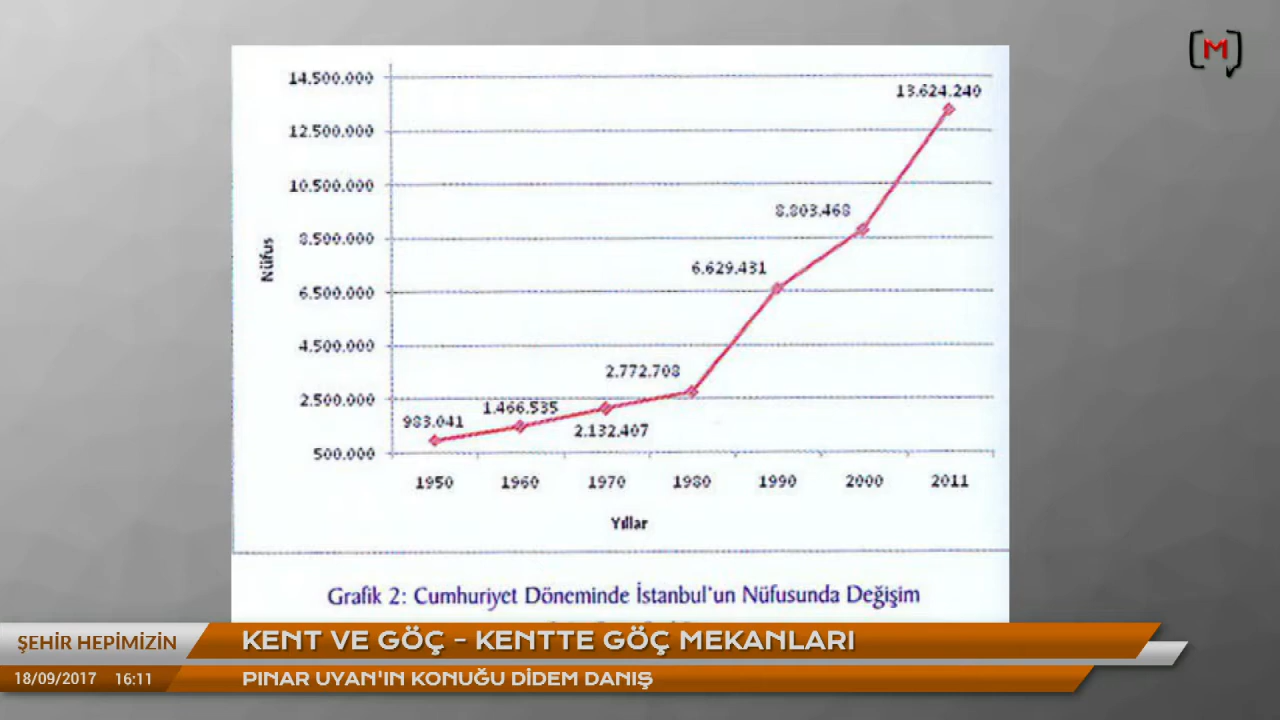 M
14.500.000
13.624.240
12.500.000
10.500.000
8.803.468
8.500.000
Nüfus
6.629.431
6.500.000
4.500.000
2.772.708
2.500.000
983.041
1.466.535
2.132.407
500.000
1950 1960 1970 1980 1990 2000 2011
Yıllar
Grafik 2: Cumhuriyet Döneminde İstanbul'un Nüfusunda Değişim
ŞEHİR HEPİMİZİN
KENT VE GÖÇ - KENTTE GÖÇ MEKANLARI
18/09/2017 16:11
PINAR UYAN'IN KONUĞU DİDEM DANIŞ